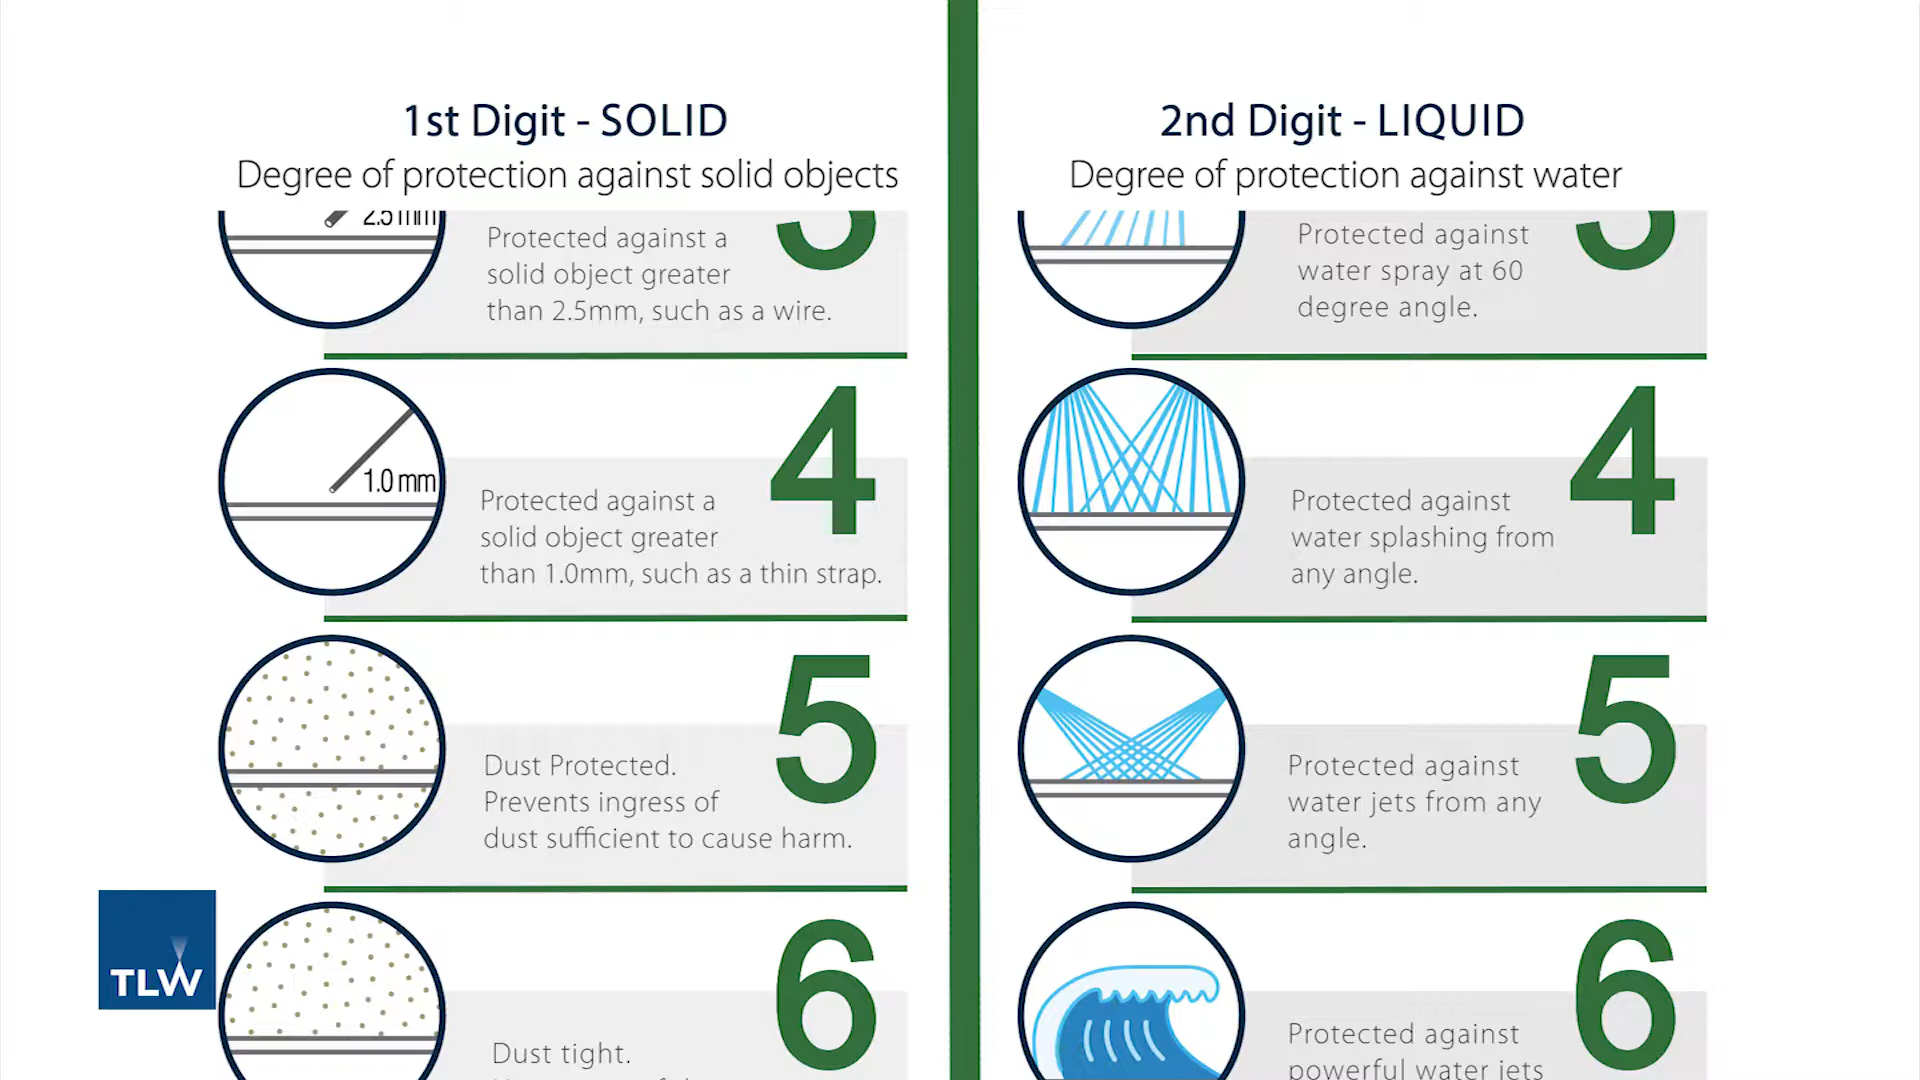 1st Digit - SOLID
Degree of protection against solid objects
2.5mm
Protected against a
solid object greater
than 2.5mm, such as a wire.
3
1.0 mm
4
Protected against a
solid object greater
than 1.0mm, such as a thin strap.
5
Dust Protected.
Prevents ingress of
dust sufficient to cause harm.
6
Dust tight.
2nd Digit - LIQUID
Degree of protection against water
3
Protected against
water spray at 60
degree angle.
4
Protected against
water splashing from
any angle.
5
Protected against
water jets from any
angle.
6
Protected against
powerful water jets
TLW